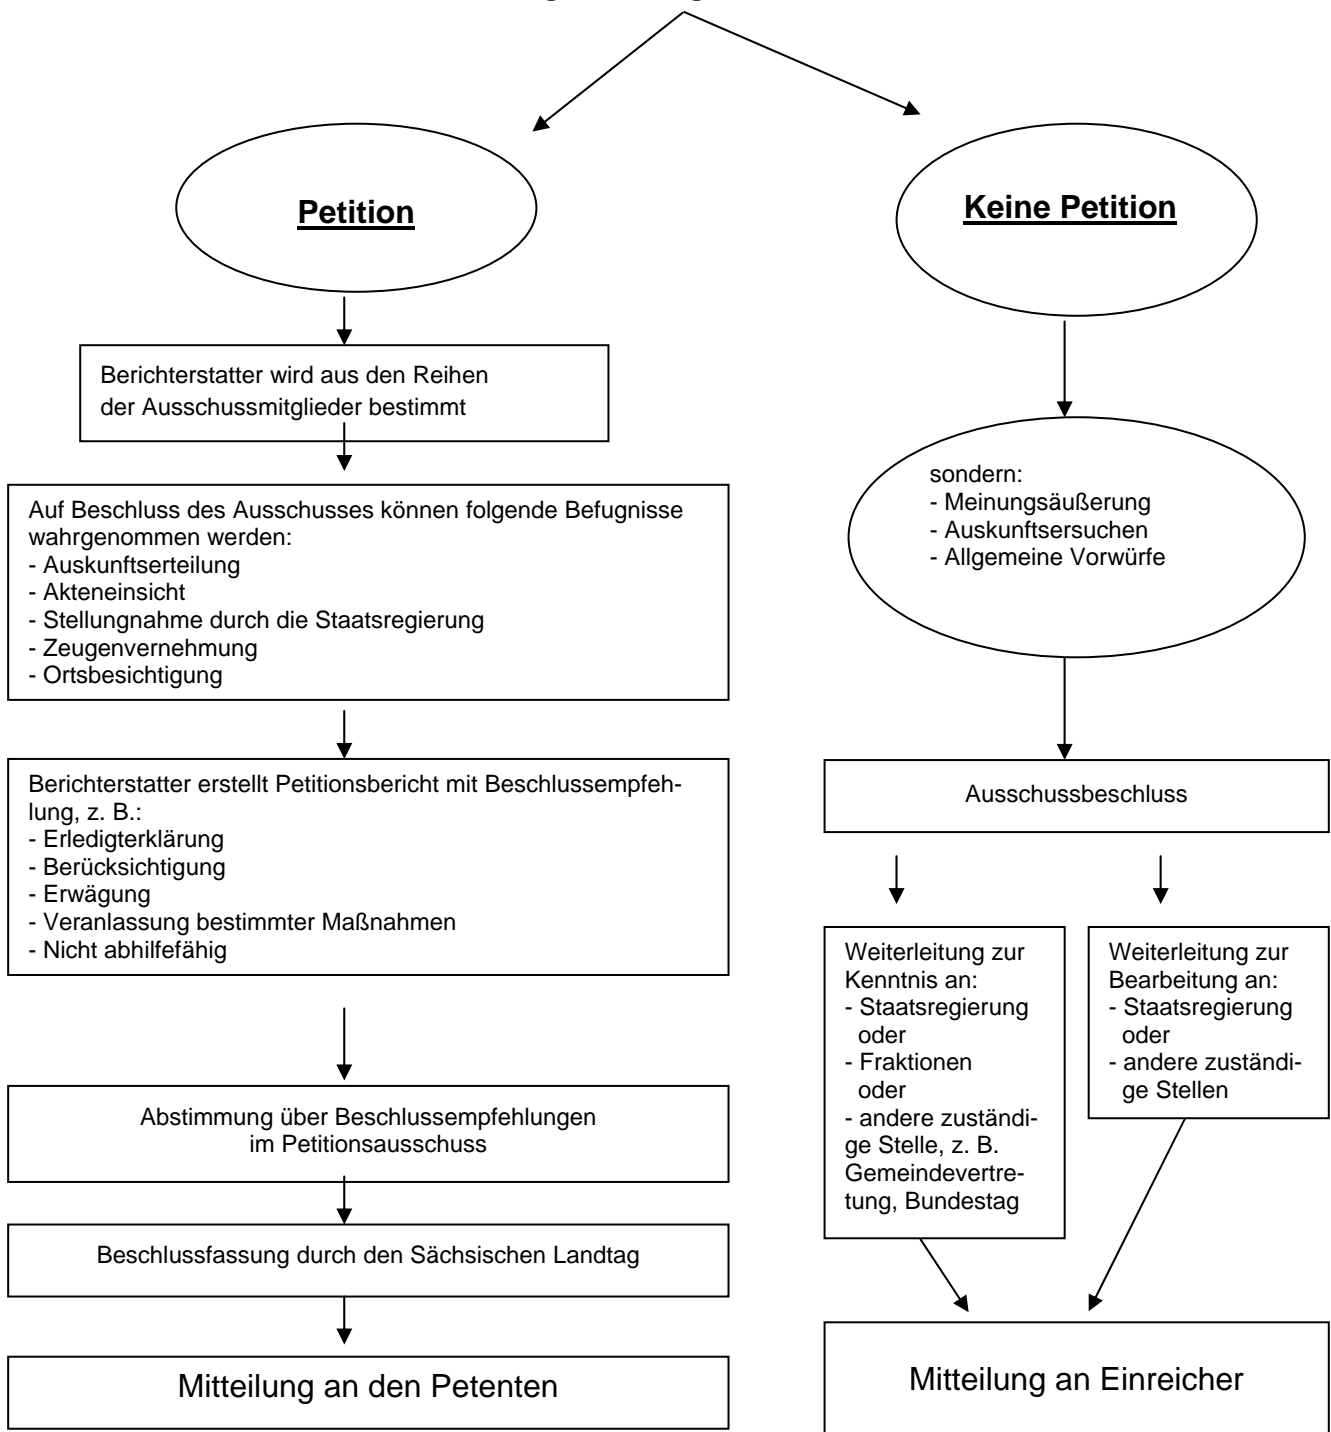 Petition
Berichterstatter wird aus den Reihen
der Ausschussmitglieder bestimmt
Auf Beschluss des Ausschusses können folgende Befugnisse
wahrgenommen werden:
- Auskunftserteilung
- Akteneinsicht
- Stellungnahme durch die Staatsregierung
- Zeugenvernehmung
- Ortsbesichtigung
Berichterstatter erstellt Petitionsbericht mit Beschlussempfeh-
lung, z. B.:
- Erledigterklärung
- Berücksichtigung
- Erwägung
- Veranlassung bestimmter Maßnahmen
- Nicht abhilfefähig
Abstimmung über Beschlussempfehlungen
im Petitionsausschuss
Beschlussfassung durch den Sächsischen Landtag
Mitteilung an den Petenten
Keine Petition
sondern:
- Meinungsäußerung
- Auskunftsersuchen
- Allgemeine Vorwürfe
Ausschussbeschluss
Weiterleitung zur
Kenntnis an:
- Staatsregierung
oder
- Fraktionen
oder
- andere zuständi-
ge Stelle, z. B.
Gemeindevertre-
tung, Bundestag
Weiterleitung zur
Bearbeitung an:
- Staatsregierung
oder
- andere zuständi-
ge Stellen
Mitteilung an Einreicher